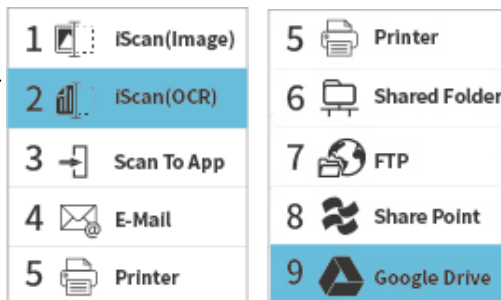 1 iScan(Image)
2 iScan(OCR)
3 Scan To App
4 E-Mail
5 Printer
5 Printer
6 Shared Folder
7 FTP
8 Share Point
9 Google Drive